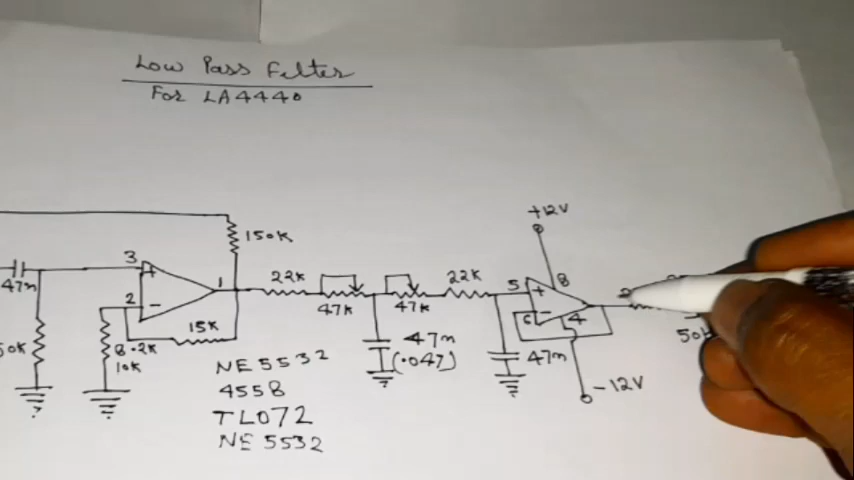 Low Pass Filter
For LA4440
+12V
150K
3
8
47n
1
22K
22K
5
2
47K
47K
6
4
15K
8.2K
47n
10K
(.047)
47n
-12V
NE5532
4558
TL072
NE5532